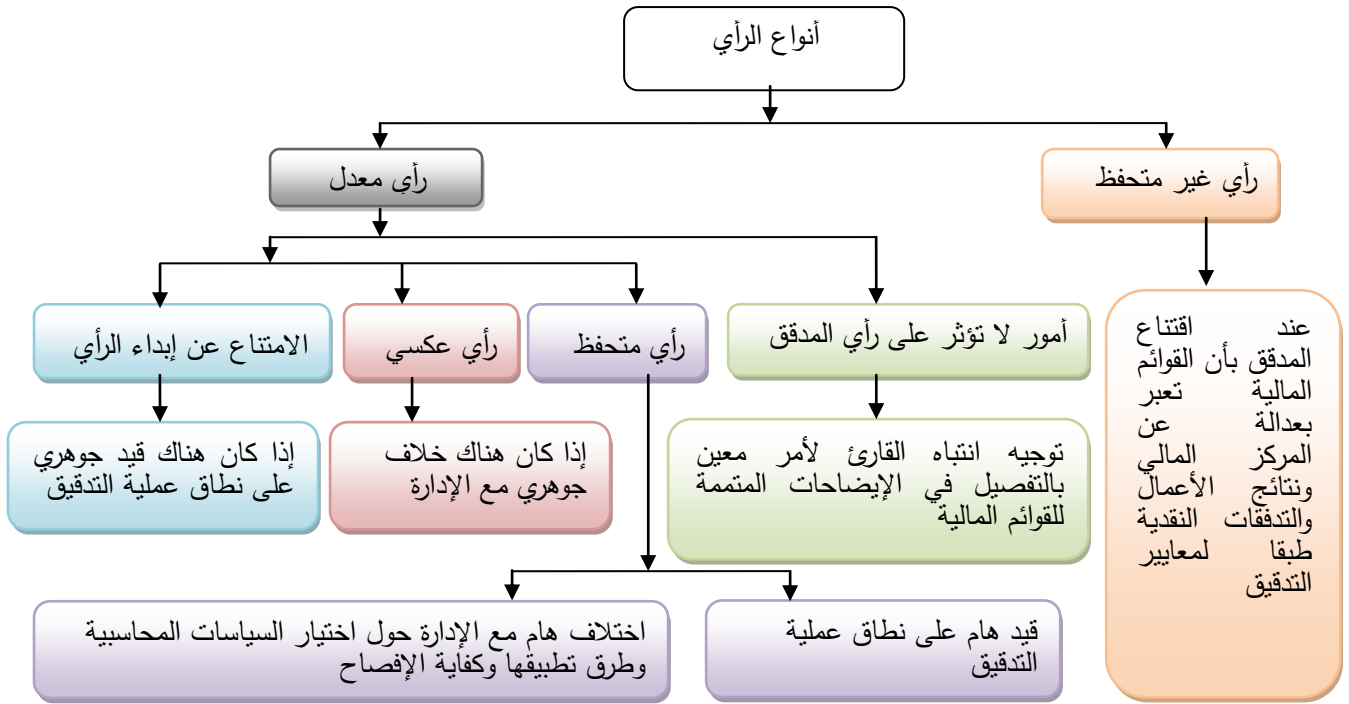 أنواع الرأي
رأي غير متحفظ
رأي معدل
أمور لا تؤثر على رأي المدقق
رأي متحفظ
رأي عكسي
الامتناع عن إبداء الرأي
عند اقتناع
المدقق بأن القوائم
المالية تعبر
بعدالة عن
المركز المالي
ونتائج الأعمال
والتدفقات النقدية
طبقا لمعايير
التدقيق
توجيه انتباه القارئ لأمر معين
بالتفصيل في الإيضاحات المتممة
للقوائم المالية
إذا كان هناك خلاف
جوهري مع الإدارة
إذا كان هناك قيد جوهري
على نطاق عملية التدقيق
قيد هام على نطاق عملية
التدقيق
اختلاف هام مع الإدارة حول اختيار السياسات المحاسبية
وطرق تطبيقها وكفاية الإفصاح